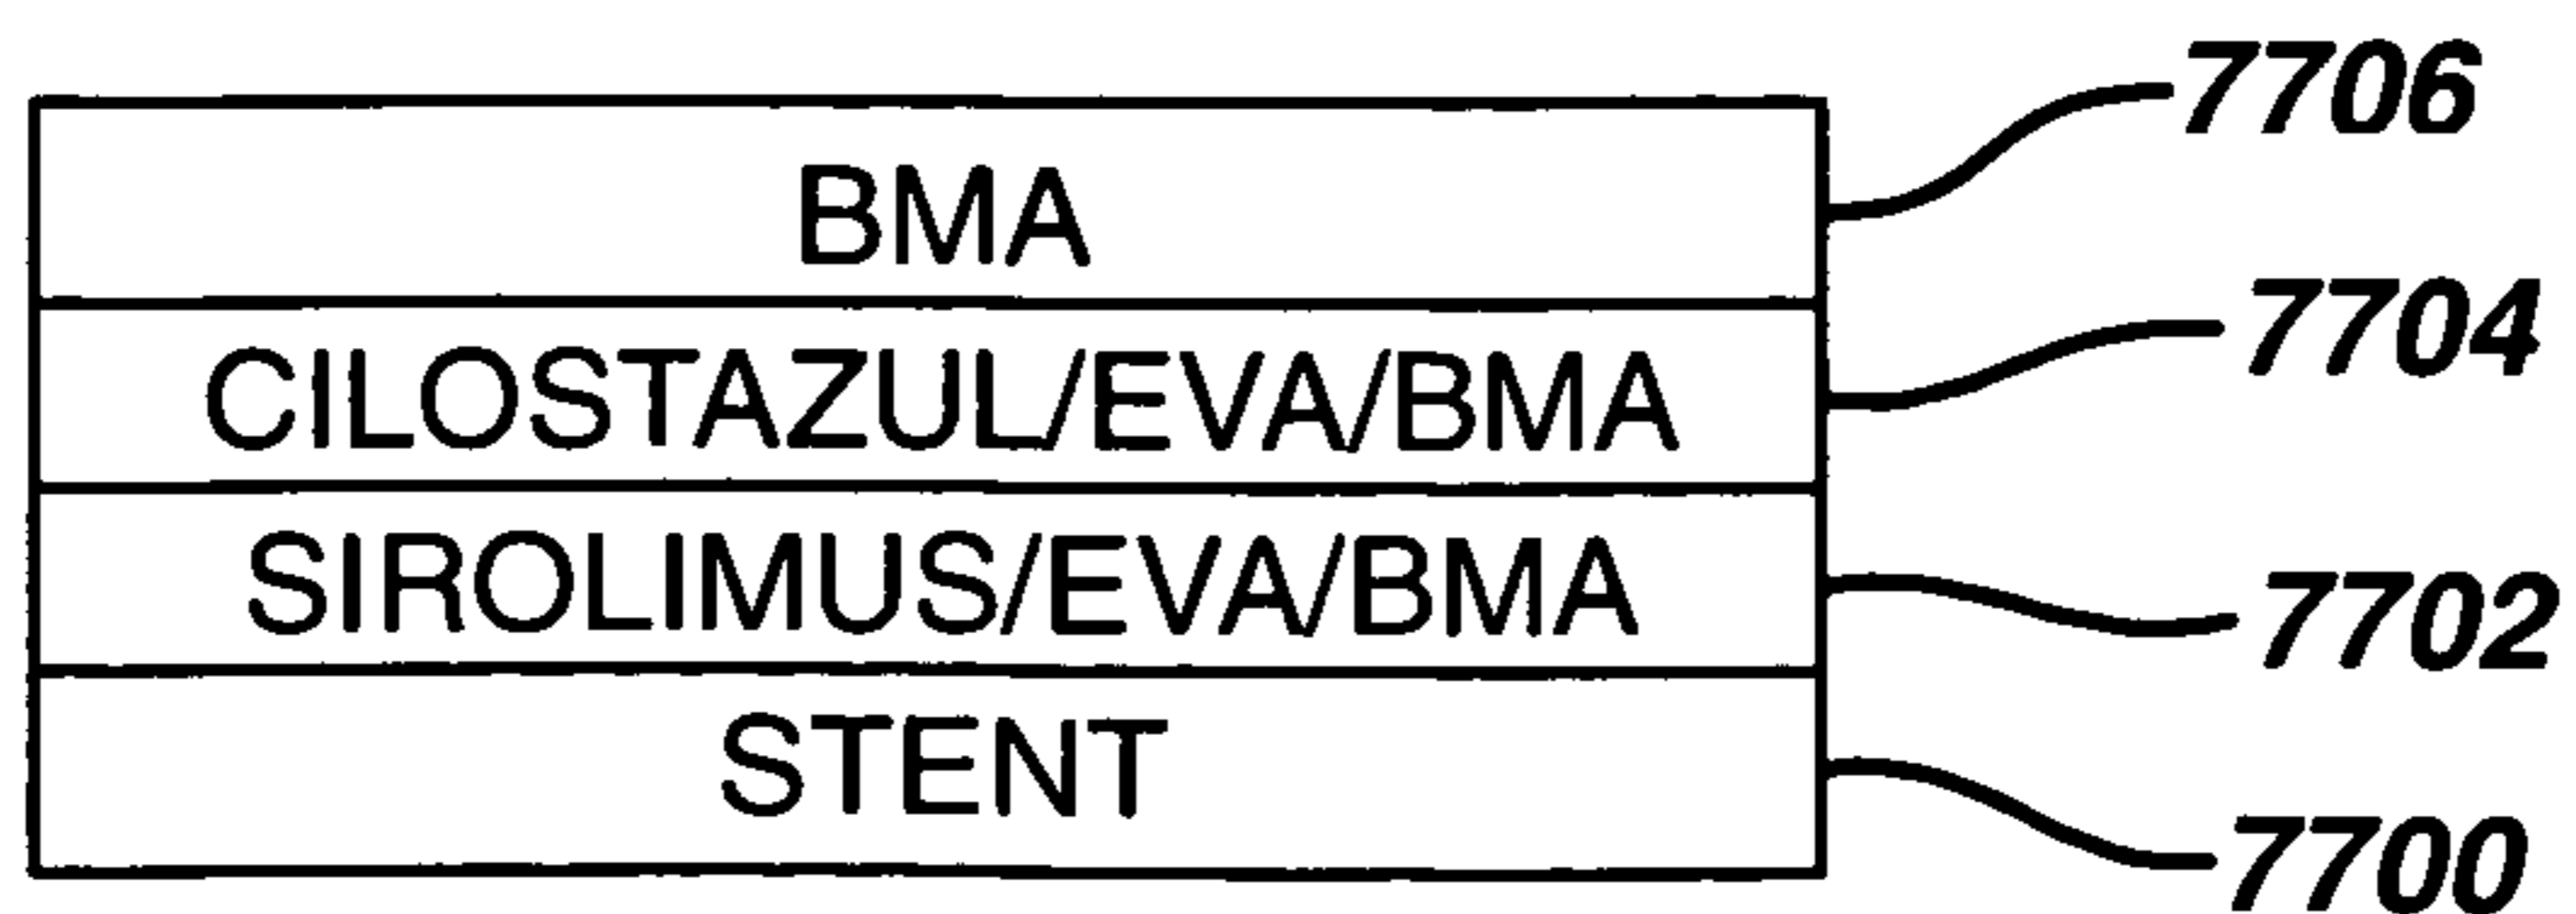 BMA 7706
CILOSTAZUL/EVA/BMA 7704
SIROLIMUS/EVA/BMA 7702
STENT 7700